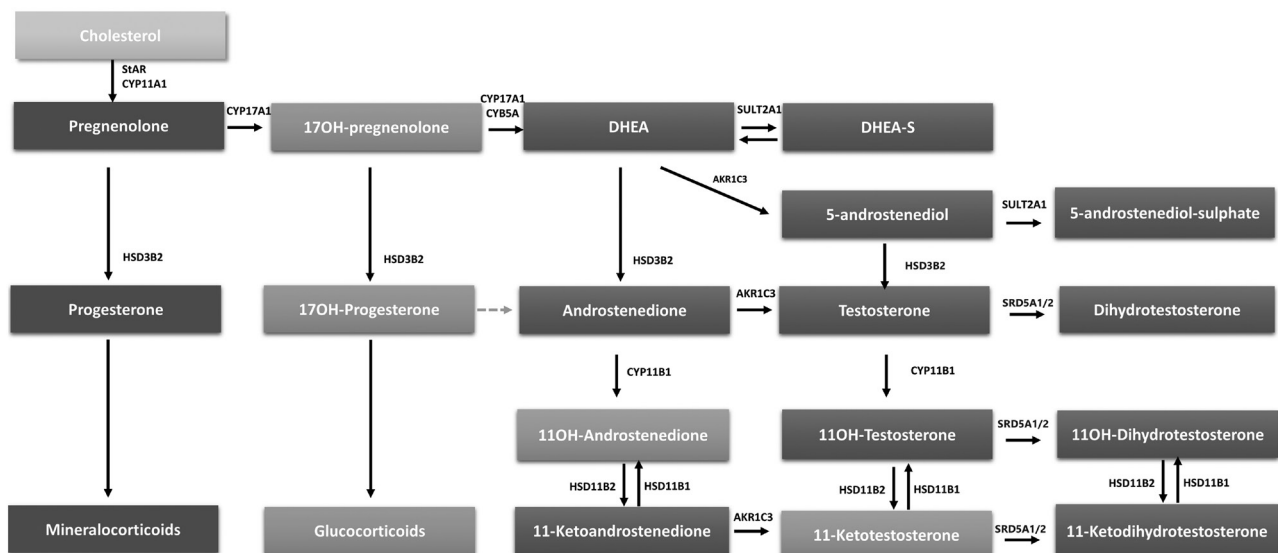 Cholesterol
StAR
CYP11A1
Pregnenolone
CYP17A1
17OH-pregnenolone
CYP17A1
CYB5A
DHEA
SULT2A1
DHEA-S
AKR1C3
5-androstenediol
SULT2A1
5-androstenediol-sulphate
HSD3B2
HSD3B2
HSD3B2
HSD3B2
Progesterone
17OH-Progesterone
Androstenedione
AKR1C3
Testosterone
SRD5A1/2
Dihydrotestosterone
CYP11B1
CYP11B1
11OH-Androstenedione
11OH-Testosterone
SRD5A1/2
11OH-Dihydrotestosterone
HSD11B2
HSD11B1
HSD11B2
HSD11B1
HSD11B2
HSD11B1
Mineralocorticoids
Glucocorticoids
11-Ketoandrostenedione
AKR1C3
11-Ketotestosterone
SRD5A1/2
11-Ketodihydrotestosterone